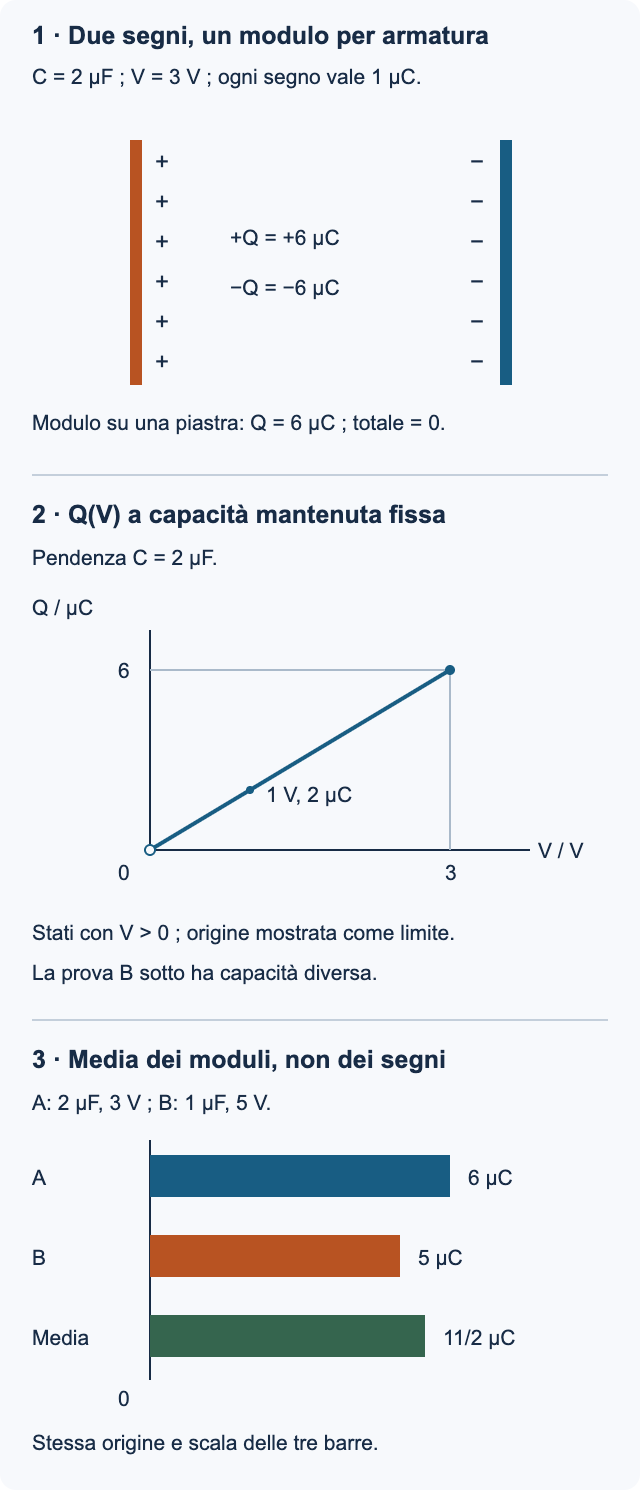 1 · Due segni, un modulo per armatura
C = 2 µF ; V = 3 V ; ogni segno vale 1 µC.
+ −
+ −
+ +Q = +6 µC −
+ −Q = −6 µC −
+ −
+ −
Modulo su una piastra: Q = 6 µC ; totale = 0.
2 · Q(V) a capacità mantenuta fissa
Pendenza C = 2 µF.
Q / µC
6
1 V, 2 µC
V / V
0 3
Stati con V > 0 ; origine mostrata come limite.
La prova B sotto ha capacità diversa.
3 · Media dei moduli, non dei segni
A: 2 µF, 3 V ; B: 1 µF, 5 V.
A 6 µC
B 5 µC
Media 11/2 µC
0
Stessa origine e scala delle tre barre.